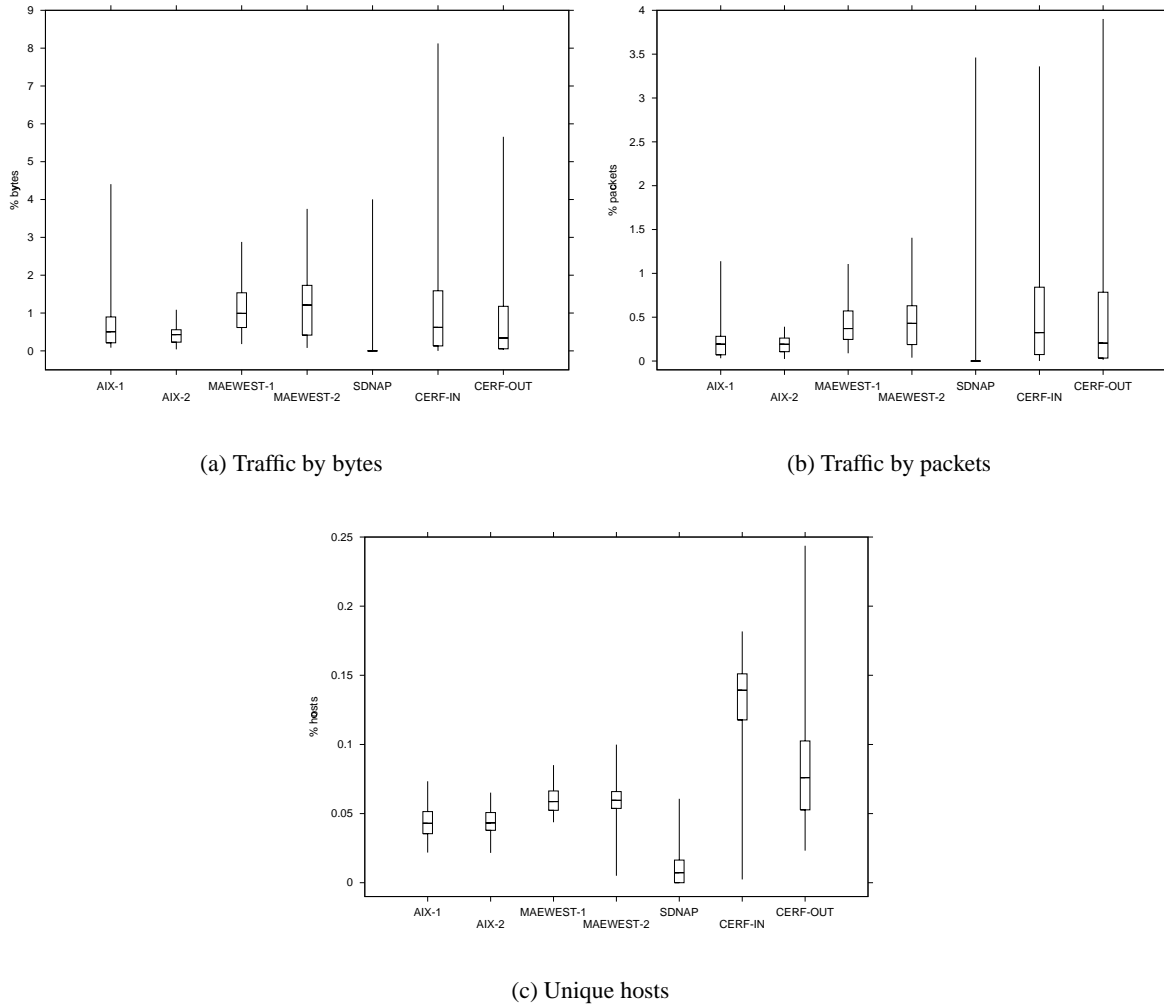 9
8
7
6
5
4
3
2
1
0
% bytes
AIX-1
AIX-2
MAEWEST-1
MAEWEST-2
SDNAP
CERF-IN
CERF-OUT
(a) Traffic by bytes
4
3.5
3
2.5
2
1.5
1
0.5
0
% packets
AIX-1
AIX-2
MAEWEST-1
MAEWEST-2
SDNAP
CERF-IN
CERF-OUT
(b) Traffic by packets
0.25
0.2
0.15
0.1
0.05
0
% hosts
AIX-1
AIX-2
MAEWEST-1
MAEWEST-2
SDNAP
CERF-IN
CERF-OUT
(c) Unique hosts